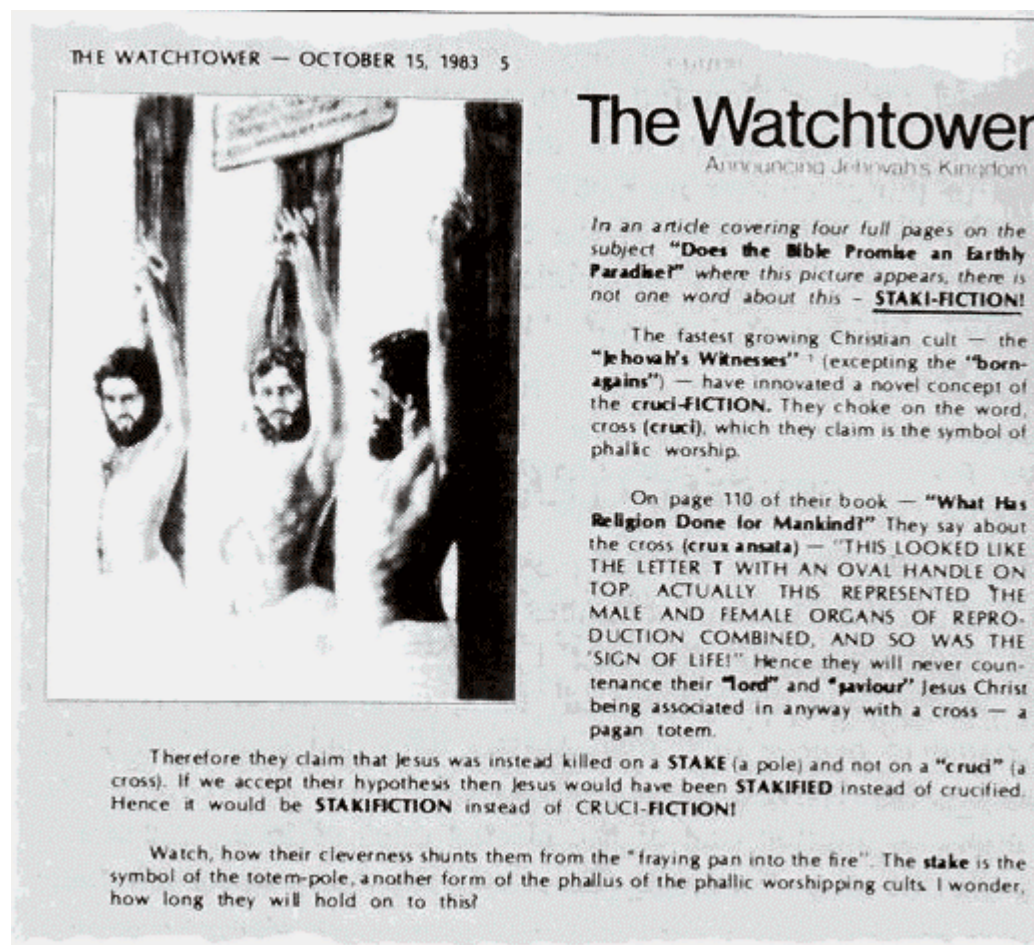 THE WATCHTOWER — OCTOBER 15, 1983 5
The Watchtower
Announcing Jehovah's Kingdom
In an article covering four full pages on the
subject "Does the Bible Promise an Earthly
Paradise?" where this picture appears, there is
not one word about this – STAKI-FICTION!
The fastest growing Christian cult — the
"Jehovah's Witnesses" ¹ (excepting the "born-
agains") — have innovated a novel concept of
the cruci-FICTION. They choke on the word
cross (cruci), which they claim is the symbol of
phallic worship.
On page 110 of their book — "What Has
Religion Done for Mankind?" They say about
the cross (crux ansata) — "THIS LOOKED LIKE
THE LETTER T WITH AN OVAL HANDLE ON
TOP. ACTUALLY THIS REPRESENTED THE
MALE AND FEMALE ORGANS OF REPRO-
DUCTION COMBINED, AND SO WAS THE
'SIGN OF LIFE!" Hence they will never coun-
tenance their "lord" and "saviour" Jesus Christ
being associated in anyway with a cross — a
pagan totem.
Therefore they claim that Jesus was instead killed on a STAKE (a pole) and not on a "cruci" (a
cross). If we accept their hypothesis then Jesus would have been STAKIFIED instead of crucified.
Hence it would be STAKIFICTION instead of CRUCI-FICTION!
Watch, how their cleverness shunts them from the "fraying pan into the fire". The stake is the
symbol of the totem-pole, another form of the phallus of the phallic worshipping cults. I wonder,
how long they will hold on to this?